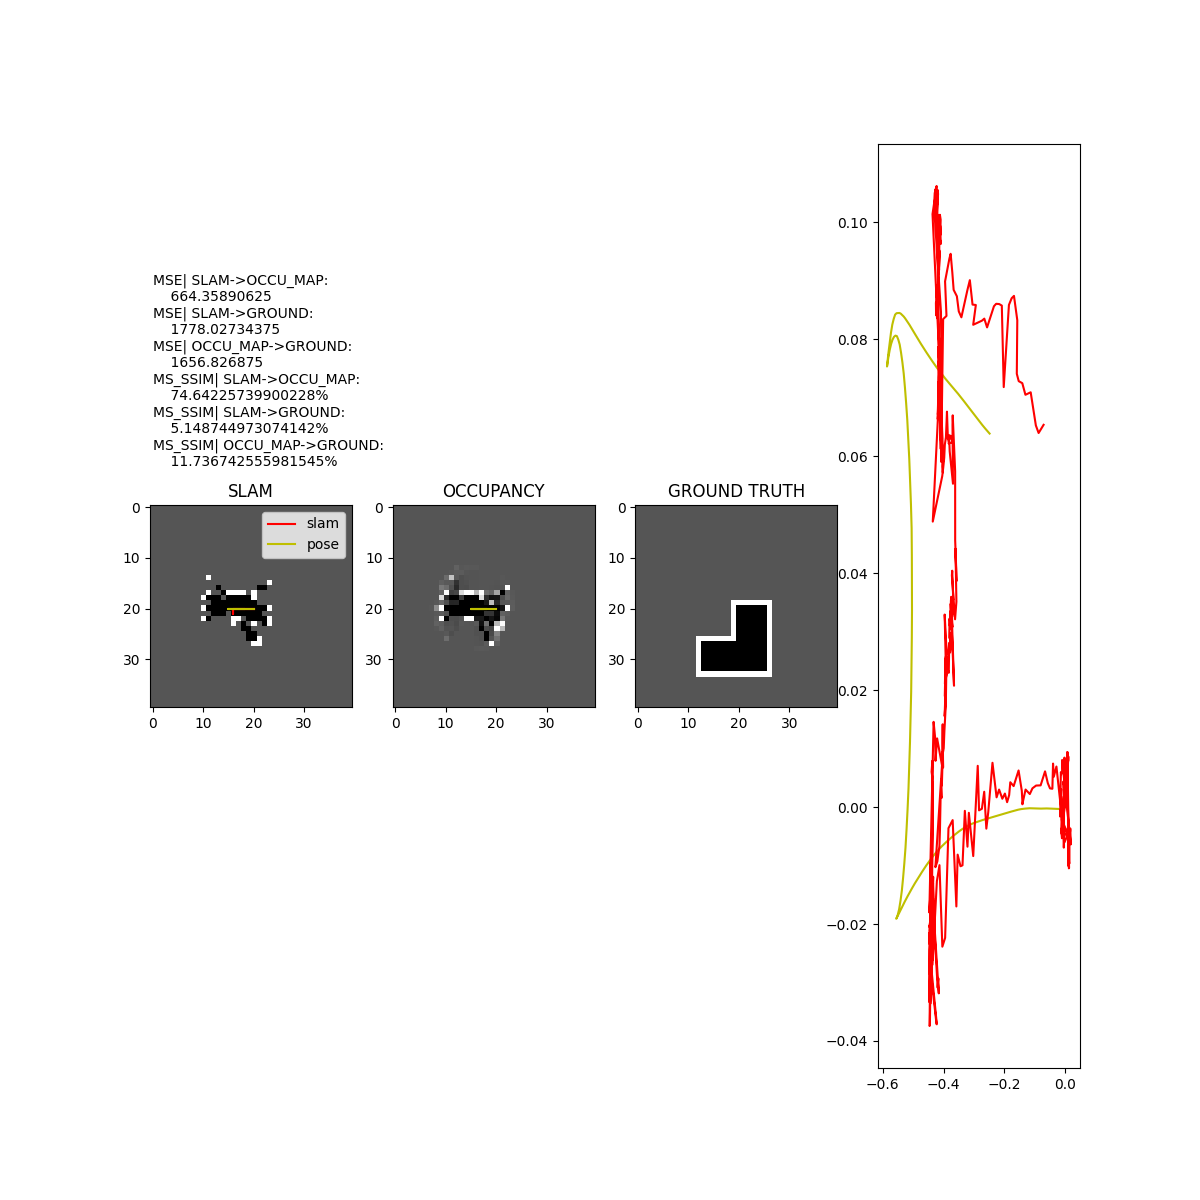 MSE| SLAM->OCCU_MAP:
664.35890625
MSE| SLAM->GROUND:
1778.02734375
MSE| OCCU_MAP->GROUND:
1656.826875
MS_SSIM| SLAM->OCCU_MAP:
74.64225739900228%
MS_SSIM| SLAM->GROUND:
5.148744973074142%
MS_SSIM| OCCU_MAP->GROUND:
11.736742555981545%
SLAM
slam
pose
0
10
20
30
0 10 20 30
OCCUPANCY
0
10
20
30
0 10 20 30
GROUND TRUTH
0
10
20
30
0 10 20 30
0.10
0.08
0.06
0.04
0.02
0.00
−0.02
−0.04
−0.6 −0.4 −0.2 0.0